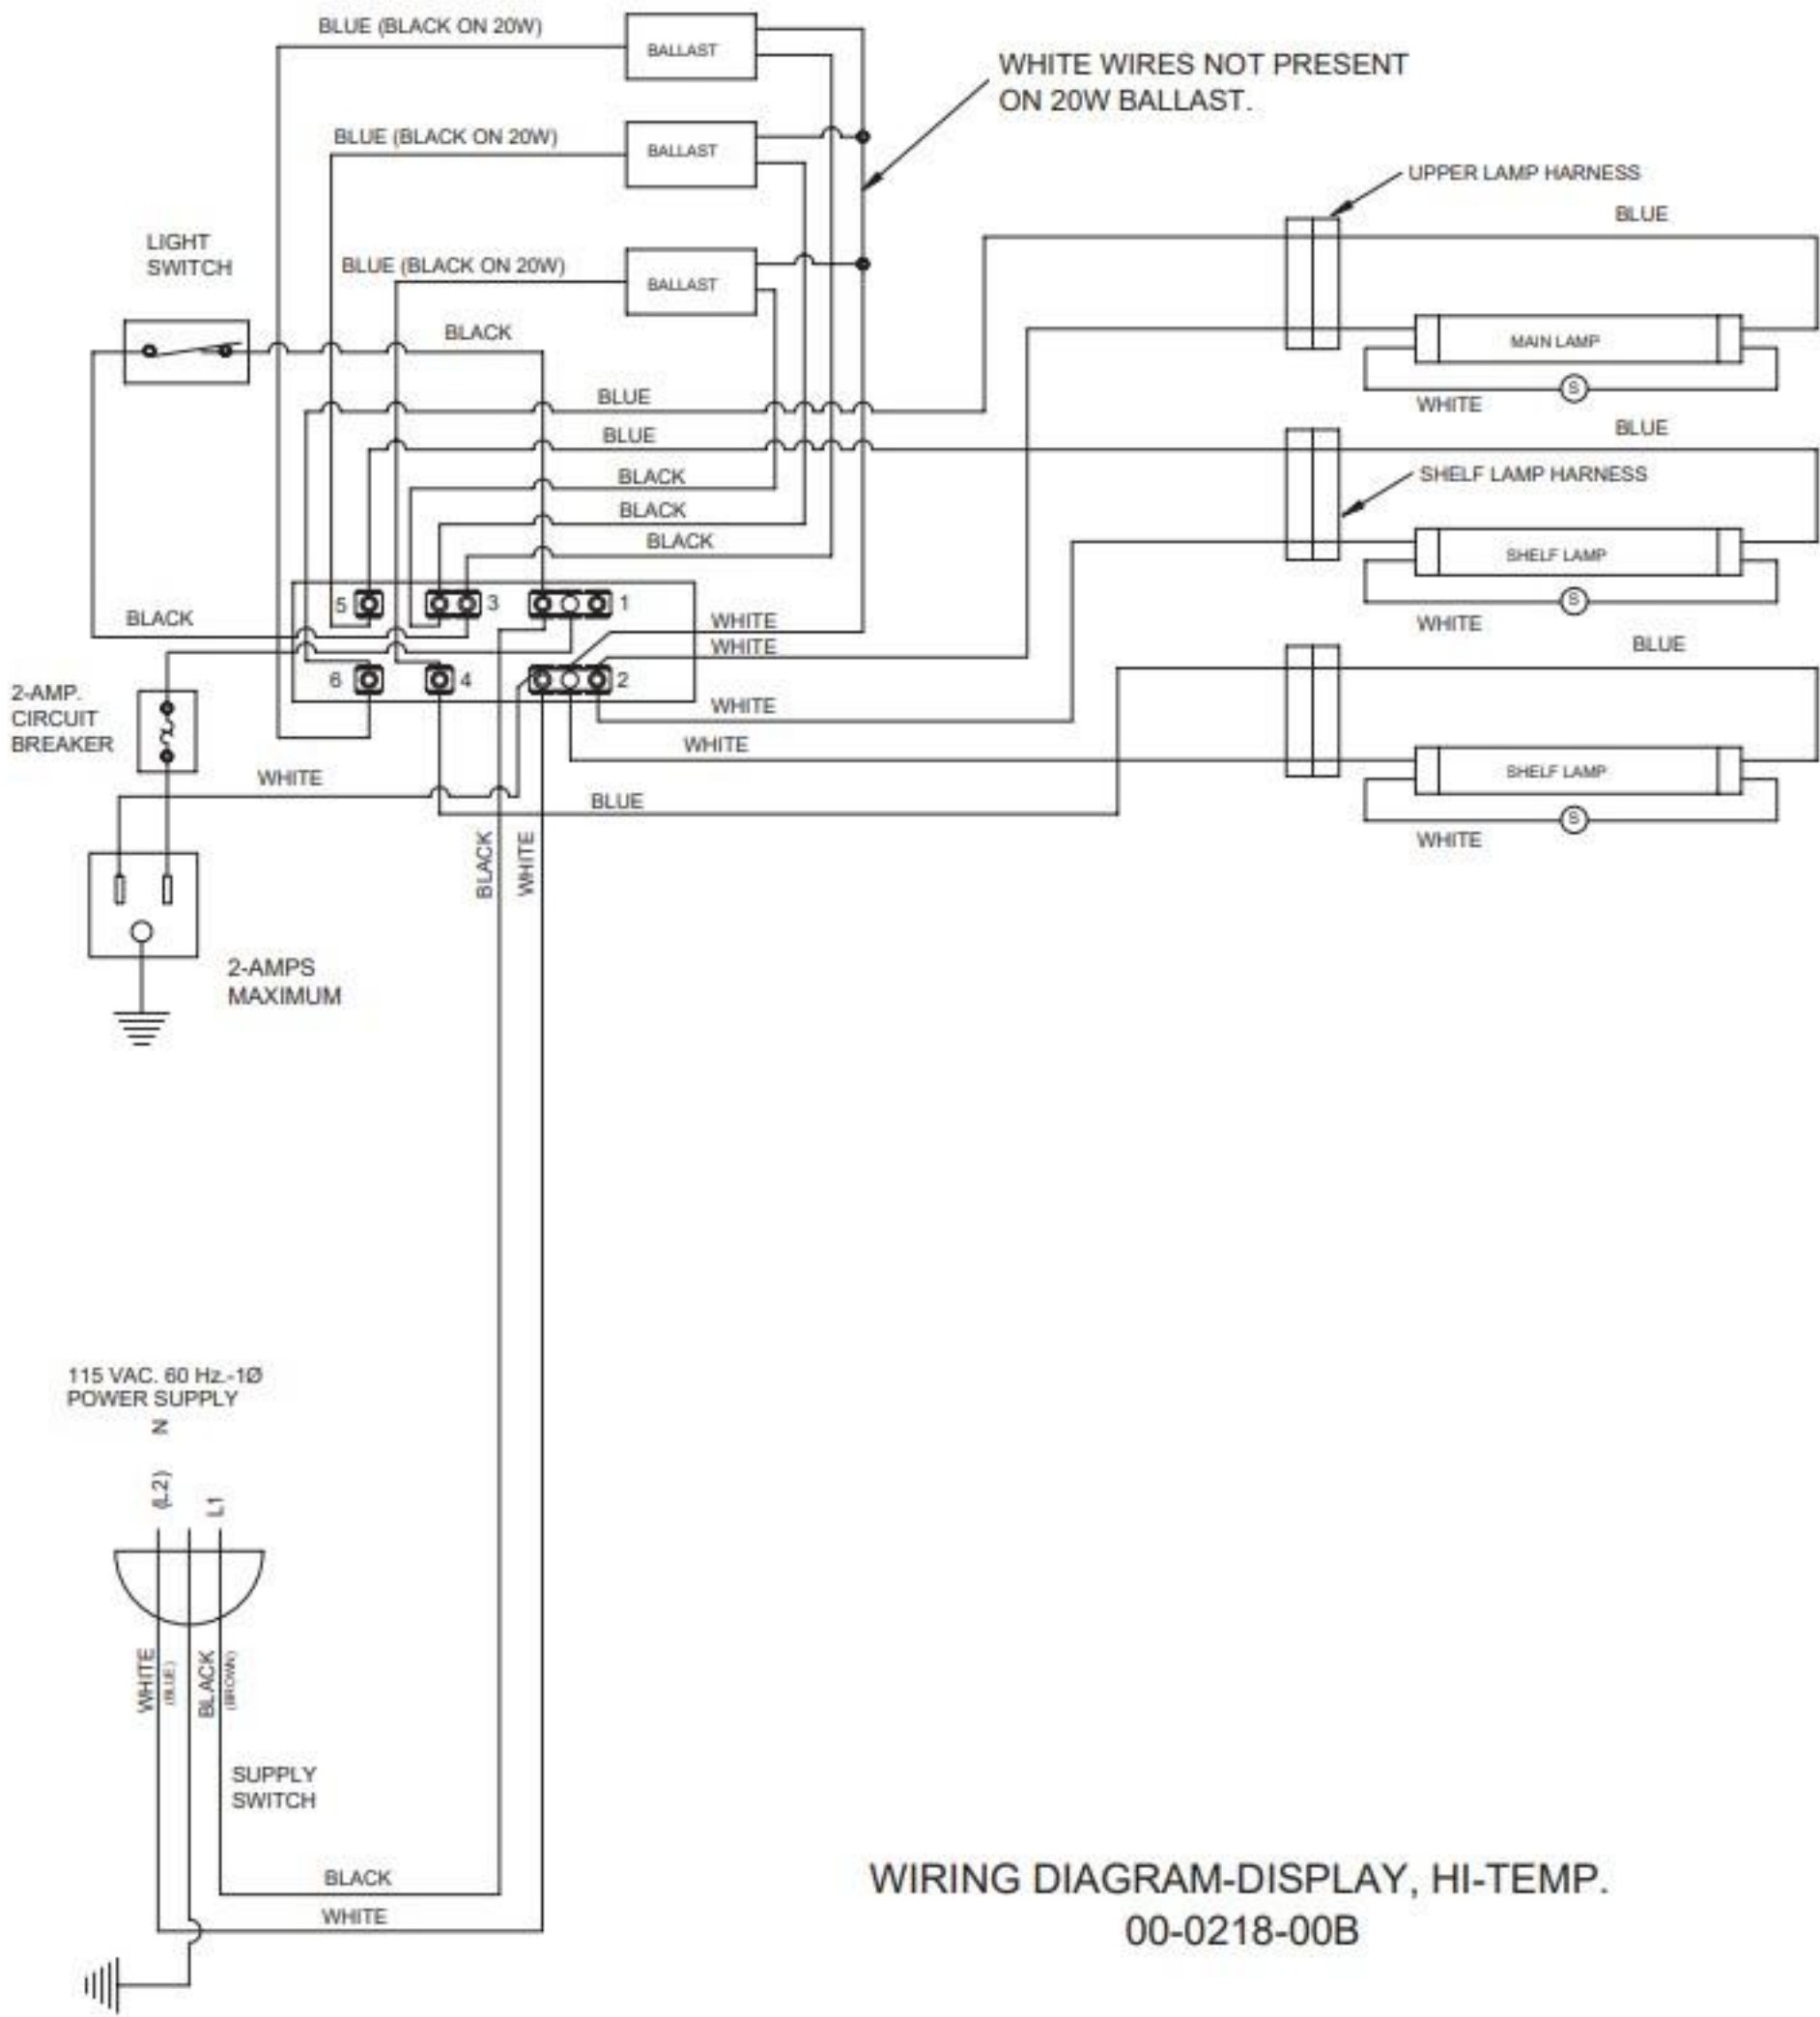 BLUE (BLACK ON 20W)
BALLAST
WHITE WIRES NOT PRESENT
ON 20W BALLAST.
BLUE (BLACK ON 20W)
BALLAST
UPPER LAMP HARNESS
BLUE
LIGHT
SWITCH
BLUE (BLACK ON 20W)
BALLAST
BLACK
MAIN LAMP
S
WHITE
BLUE
BLUE
BLUE
BLACK
SHELF LAMP HARNESS
BLACK
BLACK
SHELF LAMP
S
WHITE
5
3
1
BLACK
WHITE
WHITE
BLUE
6
4
2
2-AMP.
CIRCUIT
BREAKER
WHITE
WHITE
WHITE
SHELF LAMP
S
WHITE
BLUE
BLACK
WHITE
2-AMPS
MAXIMUM
115 VAC. 60 Hz.-1Ø
POWER SUPPLY
N
(L2)
L1
WHITE
(BLUE)
BLACK
(BROWN)
SUPPLY
SWITCH
BLACK
WHITE
WIRING DIAGRAM-DISPLAY, HI-TEMP.
00-0218-00B